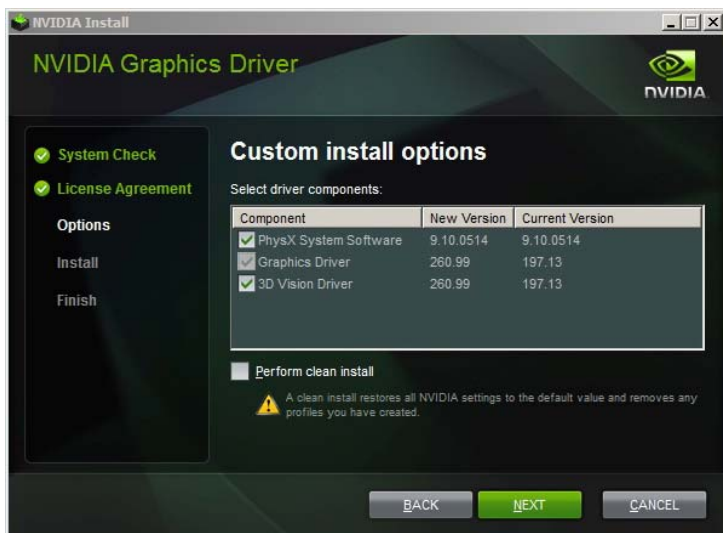 NVIDIA Install
NVIDIA Graphics Driver
NVIDIA
System Check
License Agreement
Options
Install
Finish
Custom install options
Select driver components:
Component New Version Current Version
PhysX System Software 9.10.0514 9.10.0514
Graphics Driver 260.99 197.13
3D Vision Driver 260.99 197.13
Perform clean install
A clean install restores all NVIDIA settings to the default value and removes any
profiles you have created.
BACK NEXT CANCEL